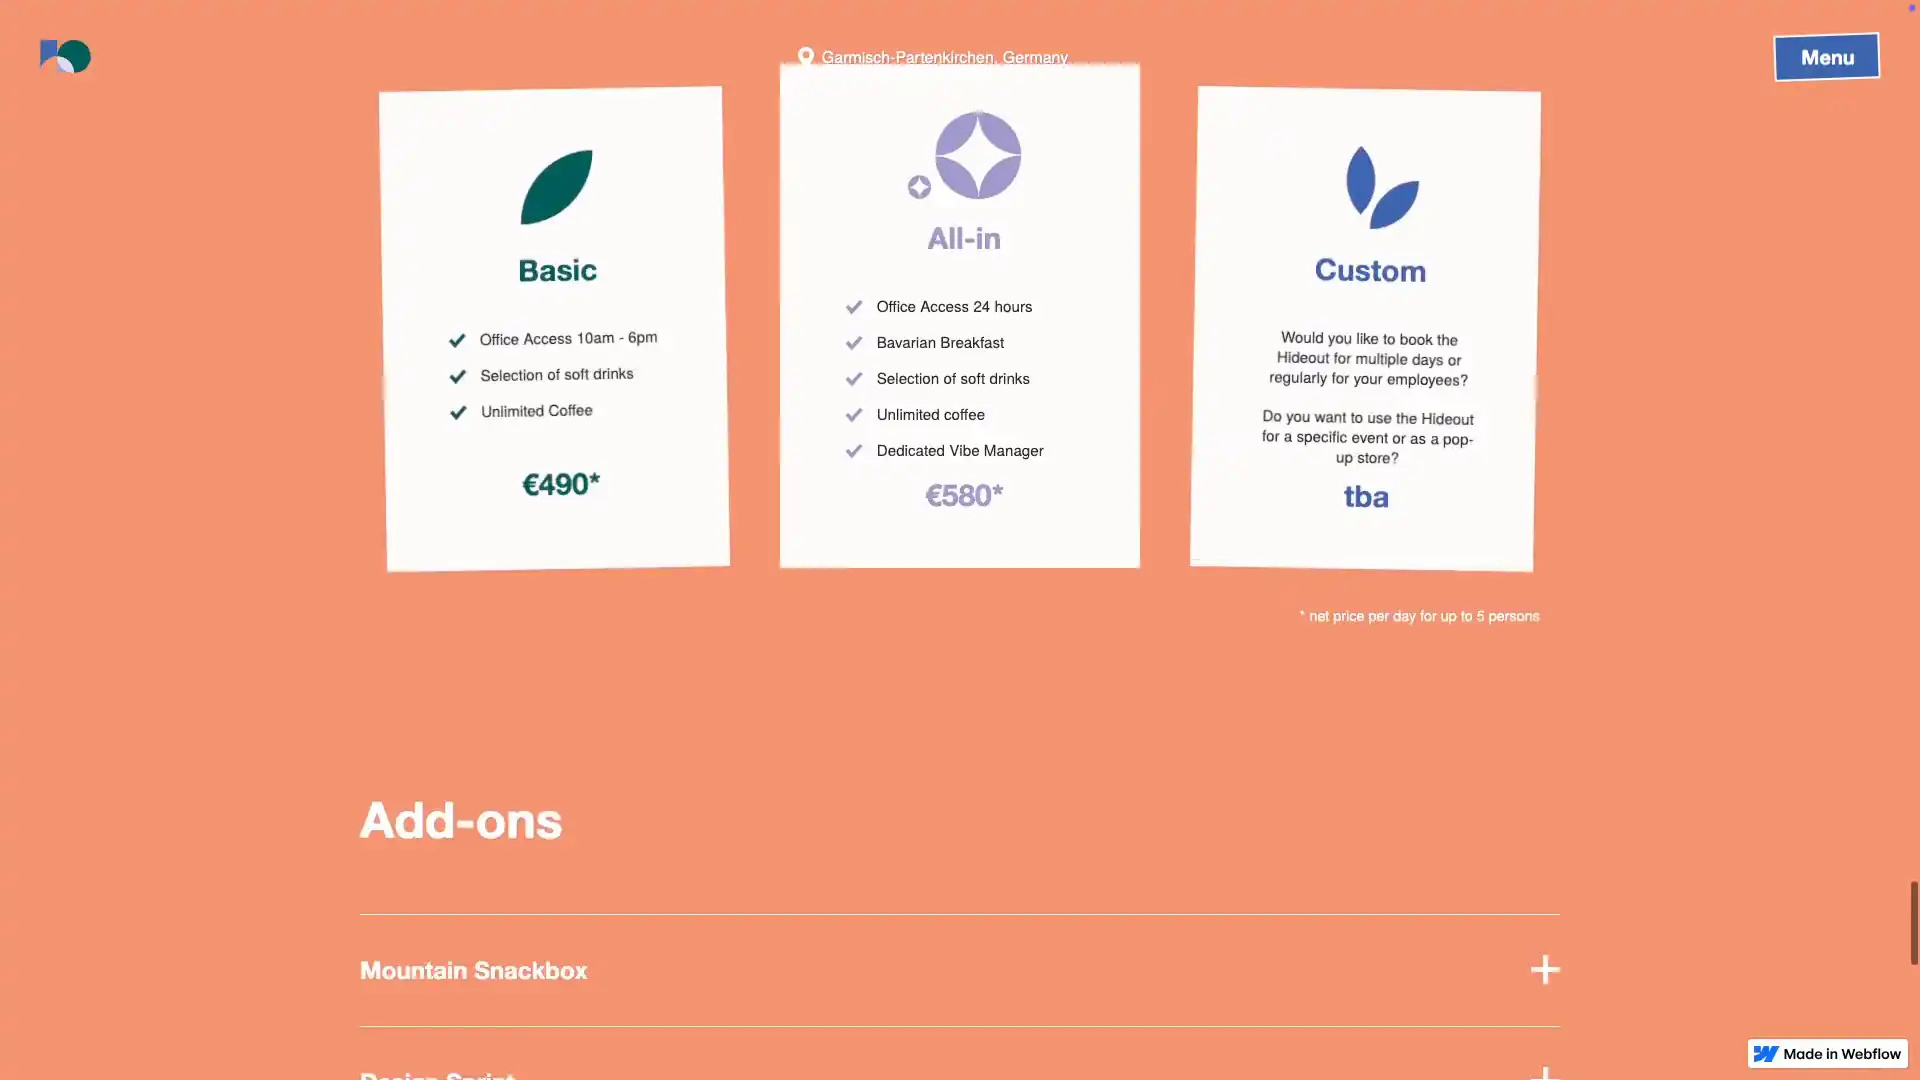 Garmisch-Partenkirchen, Germany
Menu
Basic
Office Access 10am - 6pm
Selection of soft drinks
Unlimited Coffee
€490*
All-in
Office Access 24 hours
Bavarian Breakfast
Selection of soft drinks
Unlimited coffee
Dedicated Vibe Manager
€580*
Custom
Would you like to book the
Hideout for multiple days or
regularly for your employees?
Do you want to use the Hideout
for a specific event or as a pop-
up store?
tba
* net price per day for up to 5 persons
Add-ons
Mountain Snackbox
Design Sprint
Made in Webflow